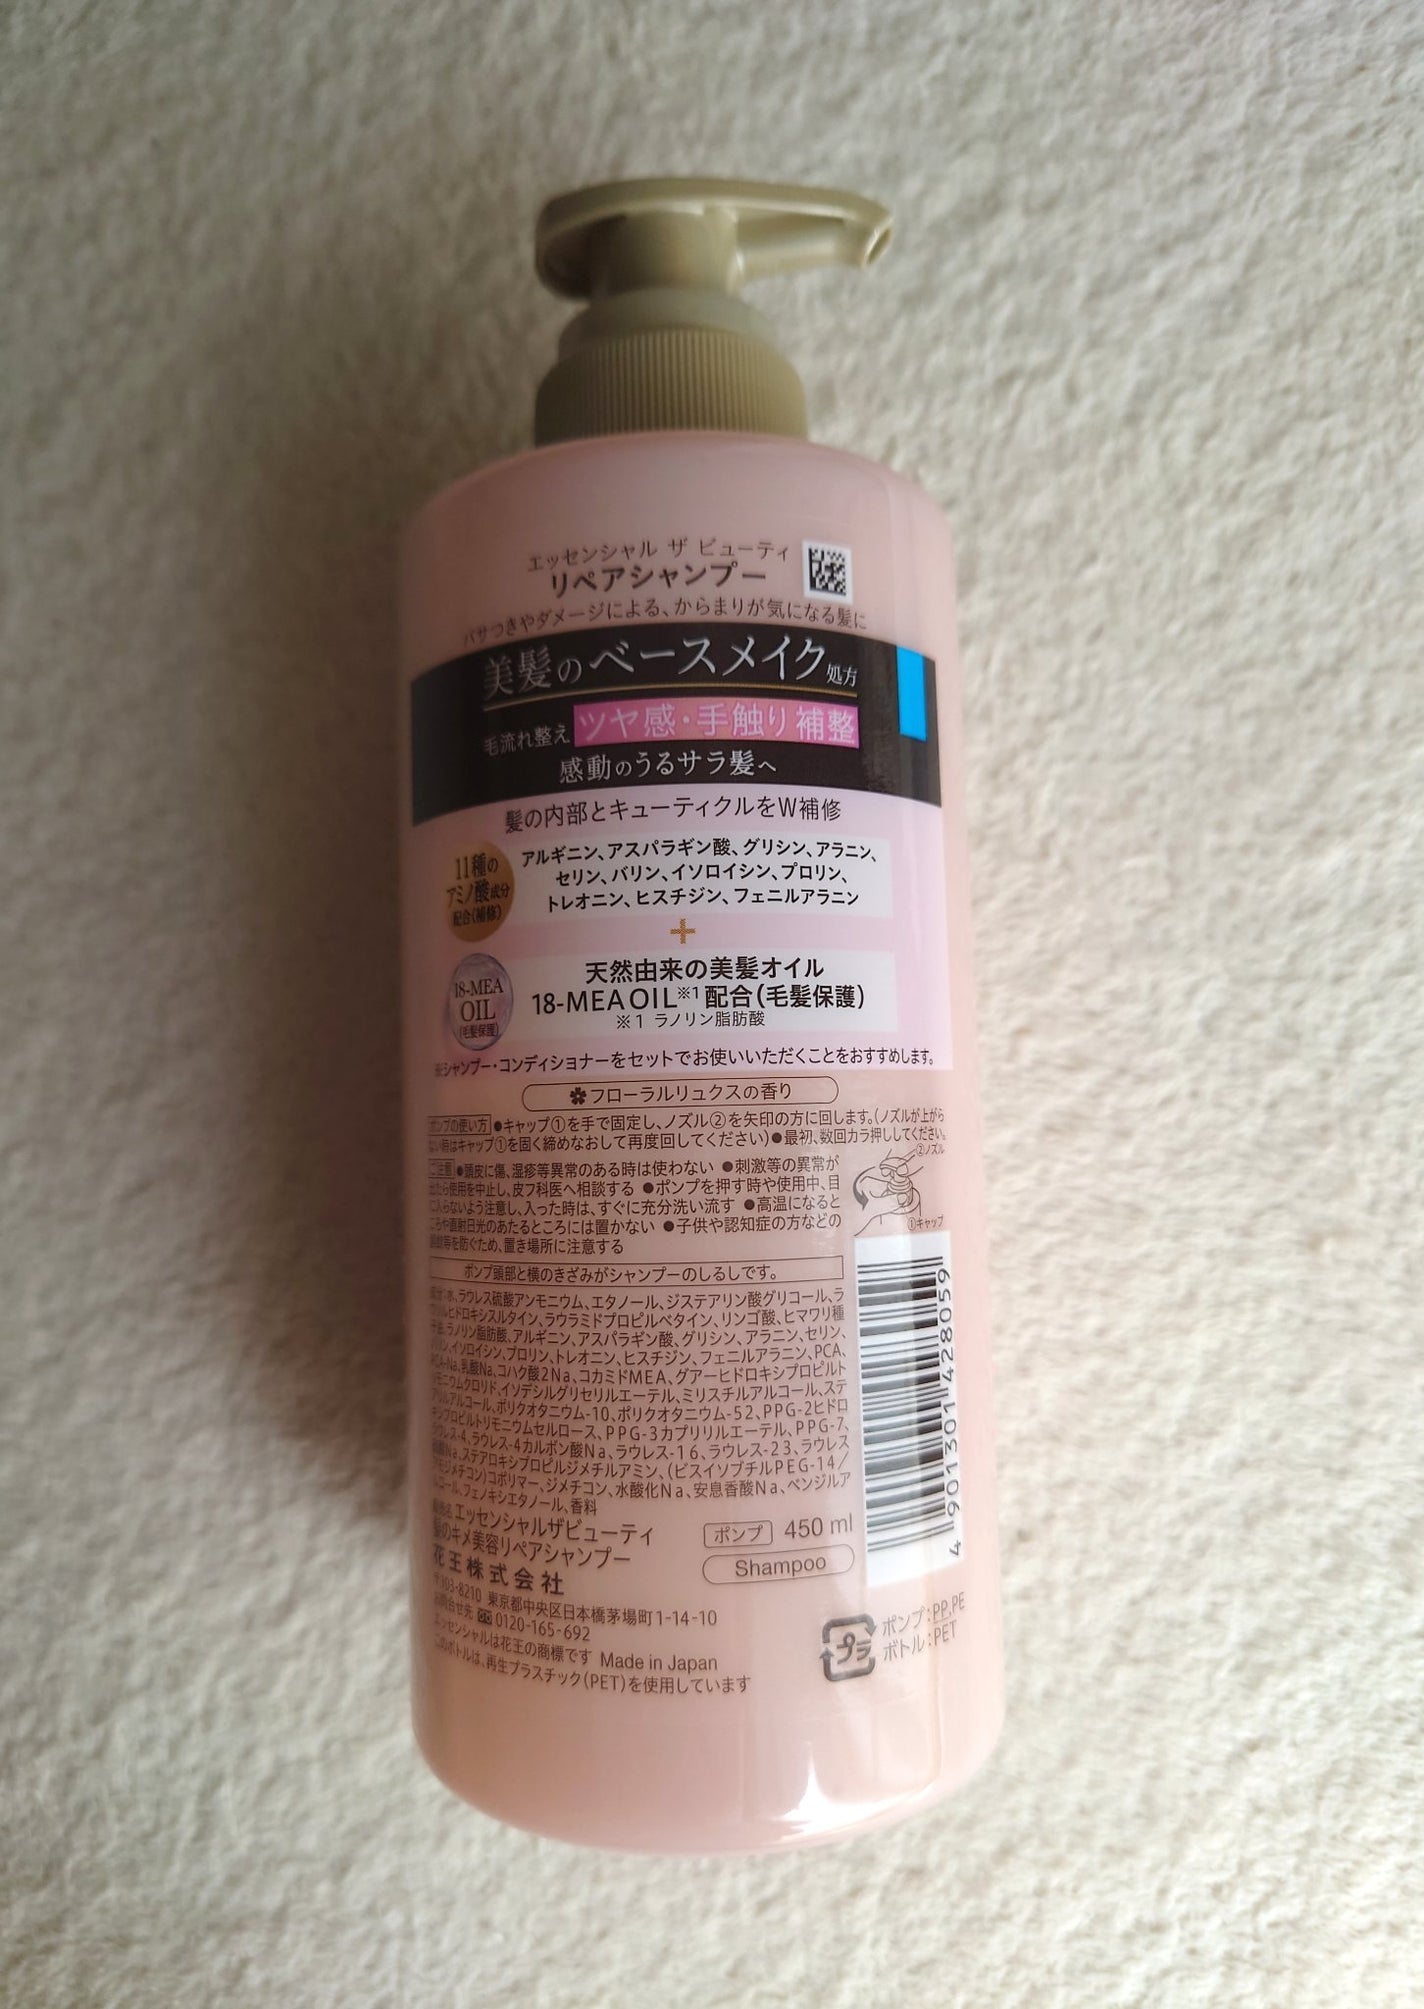 エッセンシャル ザ ビューティ
リペアシャンプー
パサつきやダメージによる、からまりが気になる髪に
美髪のベースメイク処方
毛流れ整え ツヤ感・手触り補整
感動のうるサラ髪へ
髪の内部とキューティクルをW補修
11種の
アミノ酸成分
配合(補修)
アルギニン、アスパラギン酸、グリシン、アラニン、
セリン、バリン、イソロイシン、プロリン、
トレオニン、ヒスチジン、フェニルアラニン
+
18-MEA
OIL
(毛髪保護)
天然由来の美髪オイル
18-MEA OIL※1配合(毛髪保護)
※1 ラノリン脂肪酸
※シャンプー・コンディショナーをセットでお使いいただくことをおすすめします。
フローラルリュクスの香り
ポンプの使い方 ●キャップ①を手で固定し、ノズル②を矢印の方に回します。(ノズルが上がら
ない時はキャップ①を固く締めなおして再度回してください)●最初、数回カラ押ししてください。
②ノズル
①キャップ
ご注意 ●頭皮に傷、湿疹等異常のある時は使わない ●刺激等の異常が
出たら使用を中止し、皮フ科医へ相談する ●ポンプを押す時や使用中、目
に入らないよう注意し、入った時は、すぐに充分洗い流す ●高温になると
ころや直射日光のあたるところには置かない ●子供や認知症の方などの
等を防ぐため、置き場所に注意する
ポンプ頭部と横のきざみがシャンプーのしるしです。
水、ラウレス硫酸アンモニウム、エタノール、ジステアリン酸グリコール、ラ
ウリルヒドロキシスルタイン、ラウラミドプロピルベタイン、リンゴ酸、ヒマワリ種
子油、ラノリン脂肪酸、アルギニン、アスパラギン酸、グリシン、アラニン、セリン、
バリン、イソロイシン、プロリン、トレオニン、ヒスチジン、フェニルアラニン、PCA、
PCA-Na、乳酸Na、コハク酸2Na、コカミドMEA、グアーヒドロキシプロピルト
リモニウムクロリド、イソデシルグリセリルエーテル、ミリスチルアルコール、ステ
アリルアルコール、ポリクオタニウム-10、ポリクオタニウム-52、PPG-2ヒドロ
キシプロピルトリモニウムセルロース、PPG-3カプリリルエーテル、PPG-7、
ラウレス-4、ラウレス-4カルボン酸Na、ラウレス-16、ラウレス-23、ラウレス
硫酸Na、ステアロキシプロピルジメチルアミン、(ビスイソブチルPEG-14/
アモジメチコン)コポリマー、ジメチコン、水酸化Na、安息香酸Na、ベンジルア
ルコール、フェノキシエタノール、香料
エッセンシャルザビューティ
髪のキメ美容リペアシャンプー
花王株式会社
〒103-8210 東京都中央区日本橋茅場町1-14-10
お問合せ先 0120-165-692
エッセンシャルは花王の商標です Made in Japan
このボトルは、再生プラスチック(PET)を使用しています
ポンプ 450 ml
Shampoo
4 901301 428059
プラ
ポンプ:PP,PE
ボトル:PET